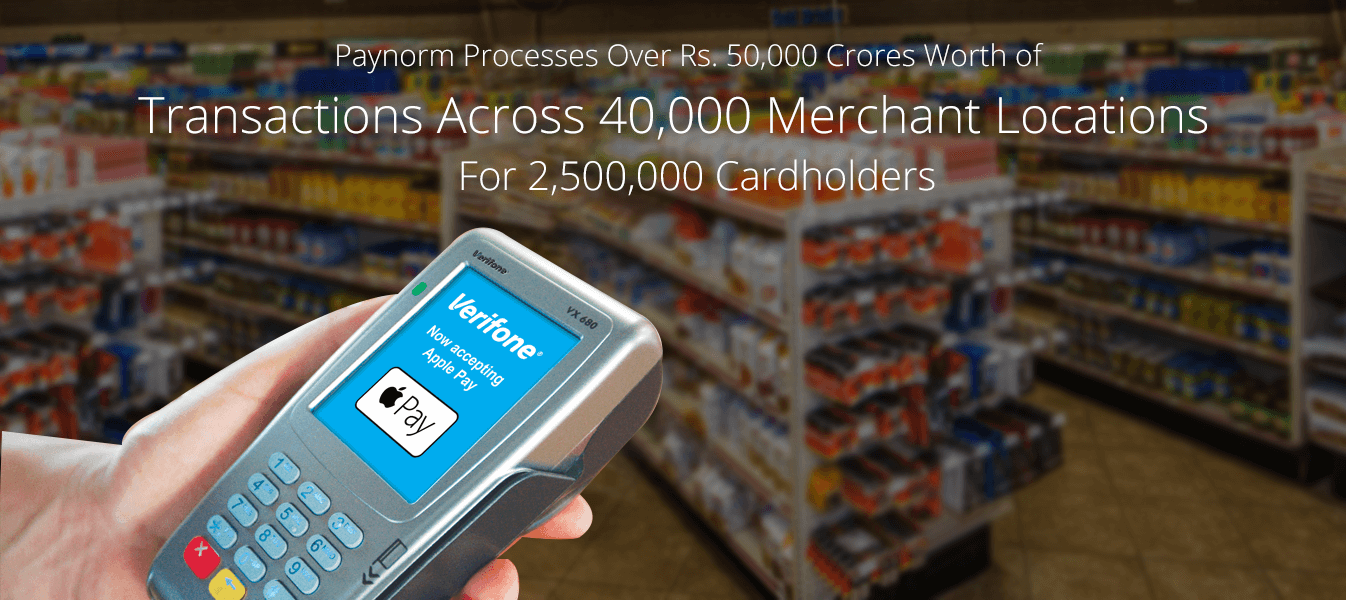 Paynorm Processes Over Rs. 50,000 Crores Worth of
Transactions Across 40,000 Merchant Locations
For 2,500,000 Cardholders
Verifone
VX 680
Verifone®
Now accepting
Apple Pay
Pay
1
2
3
4
5
6
7
8
9
*
X